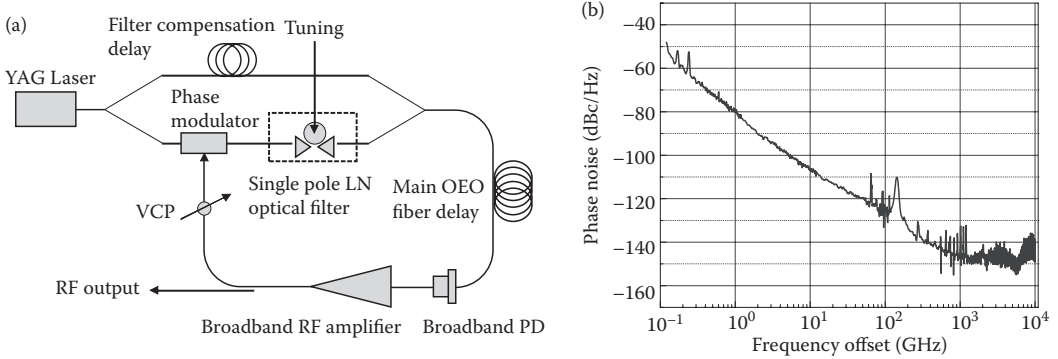 (a)
Filter compensation
delay
Tuning
YAG Laser
Phase
modulator
Single pole LN
optical filter
Main OEO
fiber delay
VCP
RF output
Broadband RF amplifier
Broadband PD
(b)
Phase noise (dBc/Hz)
−40
−60
−80
−100
−120
−140
−160
10⁻¹ 10⁰ 10¹ 10² 10³ 10⁴
Frequency offset (GHz)